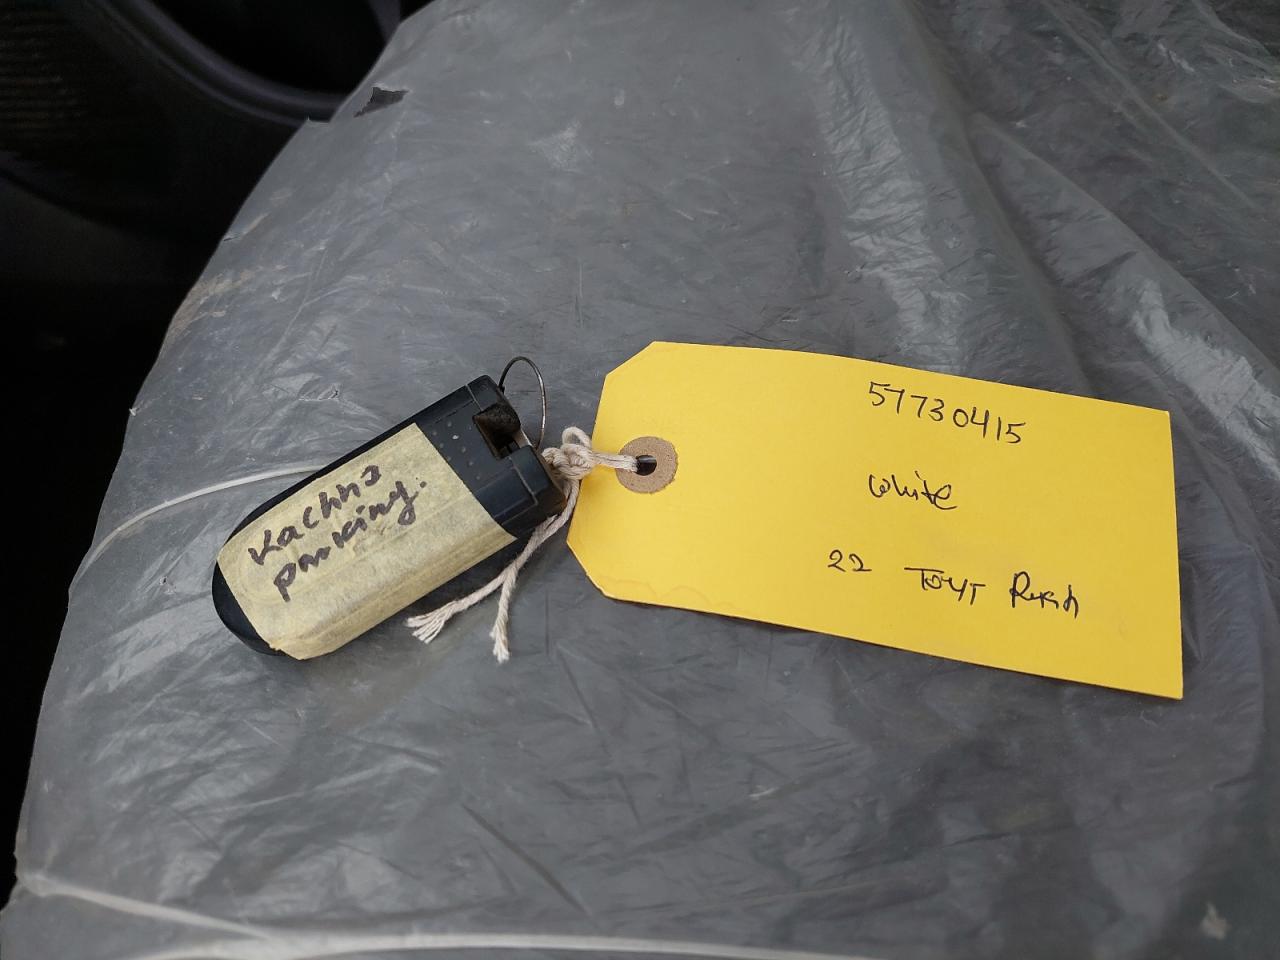 Kachha
parking.
57730415
white
22 Toyt Rush